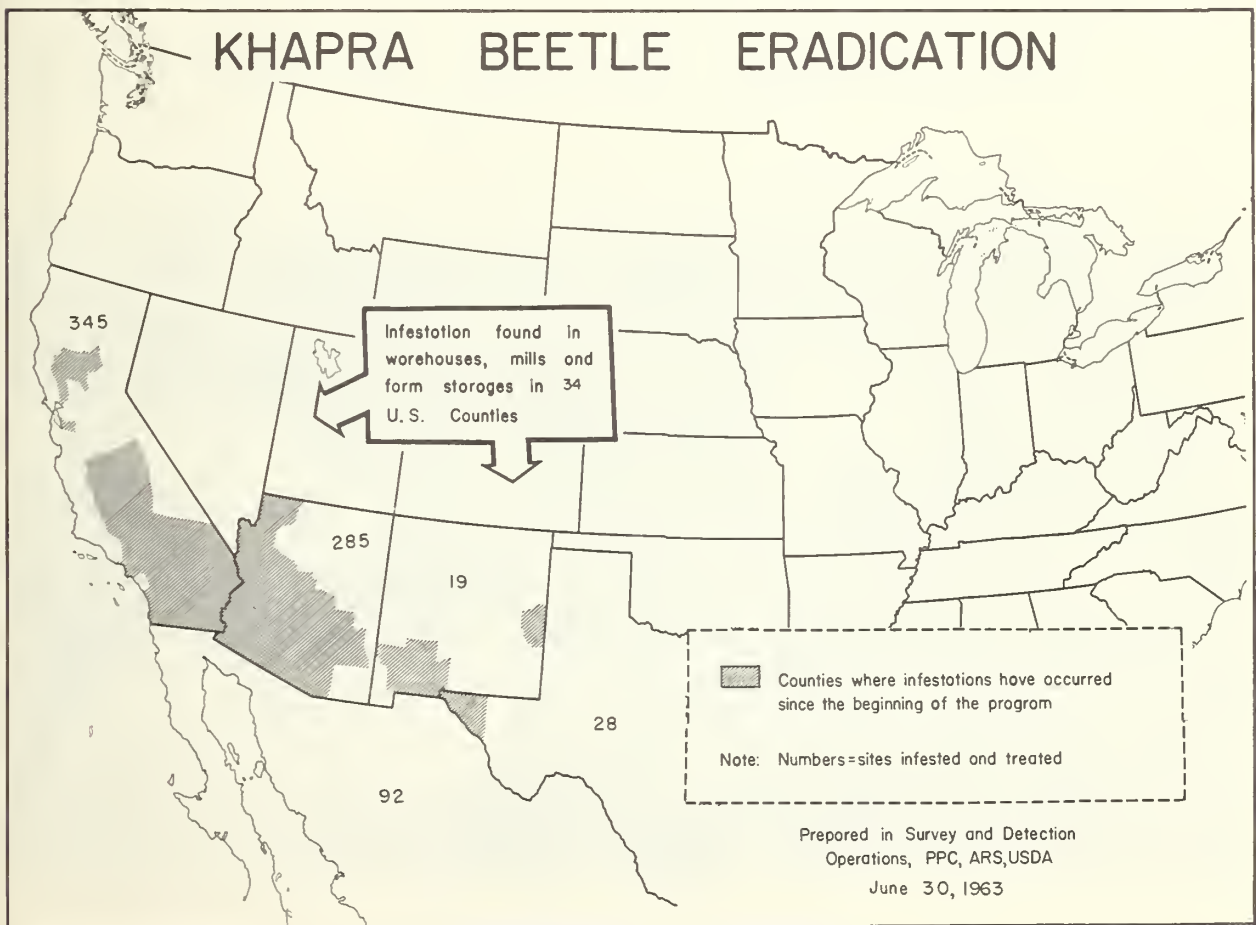 KHAPRA BEETLE ERADICATION
345
Infestotion found in
worehouses, mills ond
form storoges in 34
U.S. Counties
285
19
28
92
Counties where infestotions hove occurred
since the beginning of the progrom
Note: Numbers=sites infested ond treated
Prepored in Survey and Detection
Operations, PPC, ARS,USDA
June 30, 1963